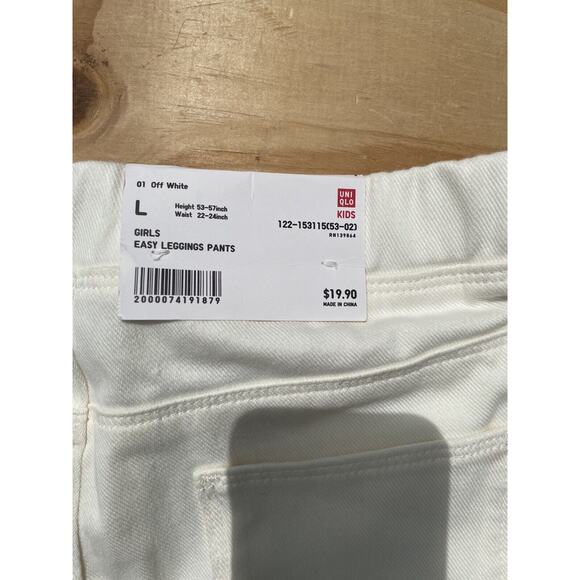 01 Off White
L
Height 53-57inch
Waist 22-24inch
GIRLS
EASY LEGGINGS PANTS
2000074191879
UNI
QLO
KIDS
122-153115(53-02)
RN139864
$19.90
MADE IN CHINA